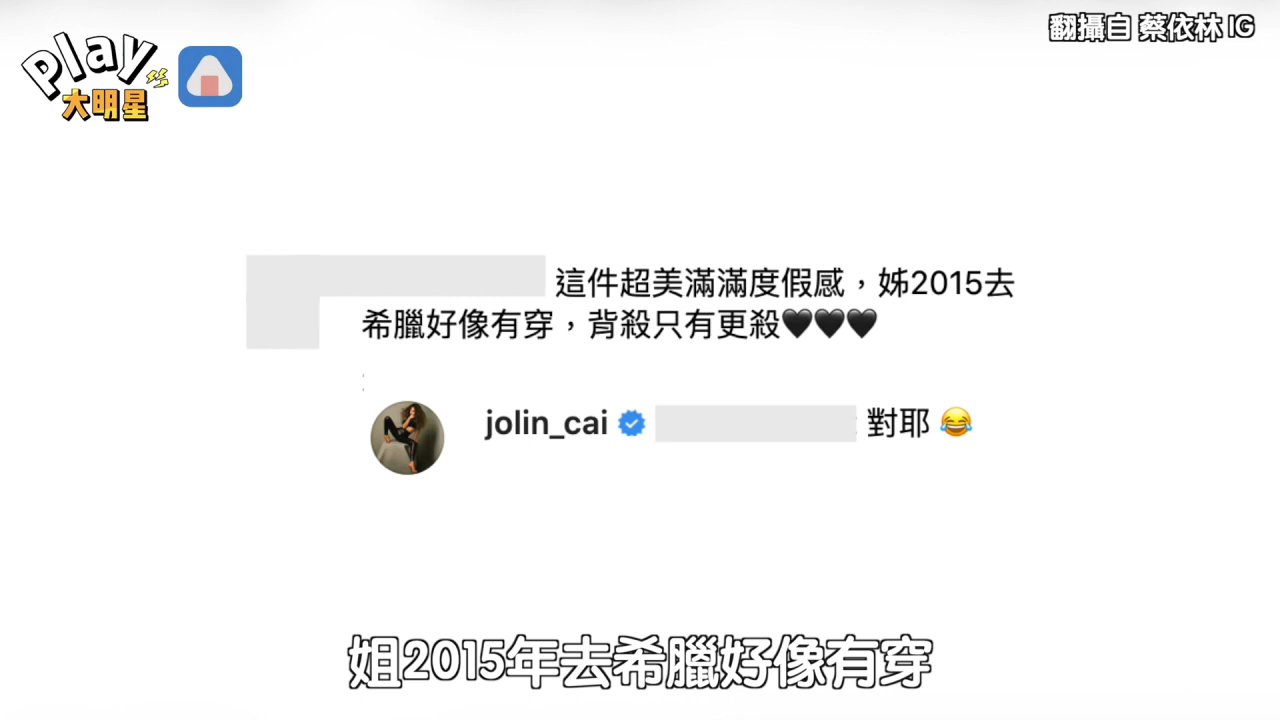 Play
大明星
翻攝自 蔡依林 IG
這件超美滿滿度假感，姊2015去
希臘好像有穿，背殺只有更殺🖤🖤🖤
jolin_cai 對耶 😂
姐2015年去希臘好像有穿